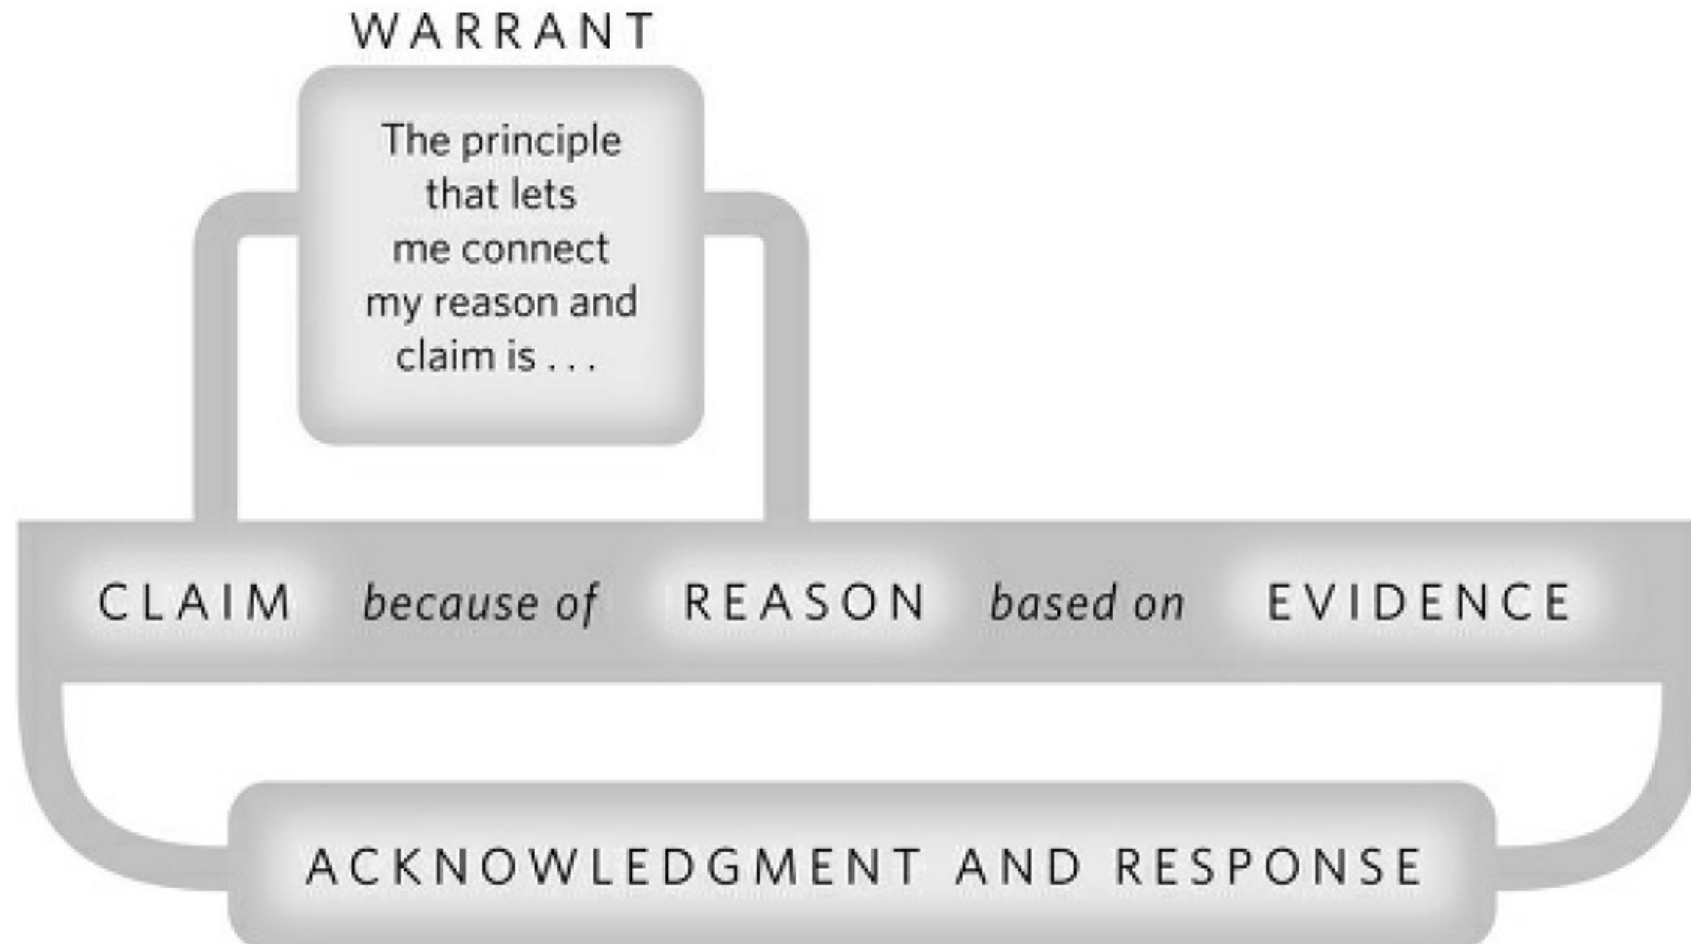 WARRANT
The principle
that lets
me connect
my reason and
claim is . . .
CLAIM because of REASON based on EVIDENCE
ACKNOWLEDGMENT AND RESPONSE